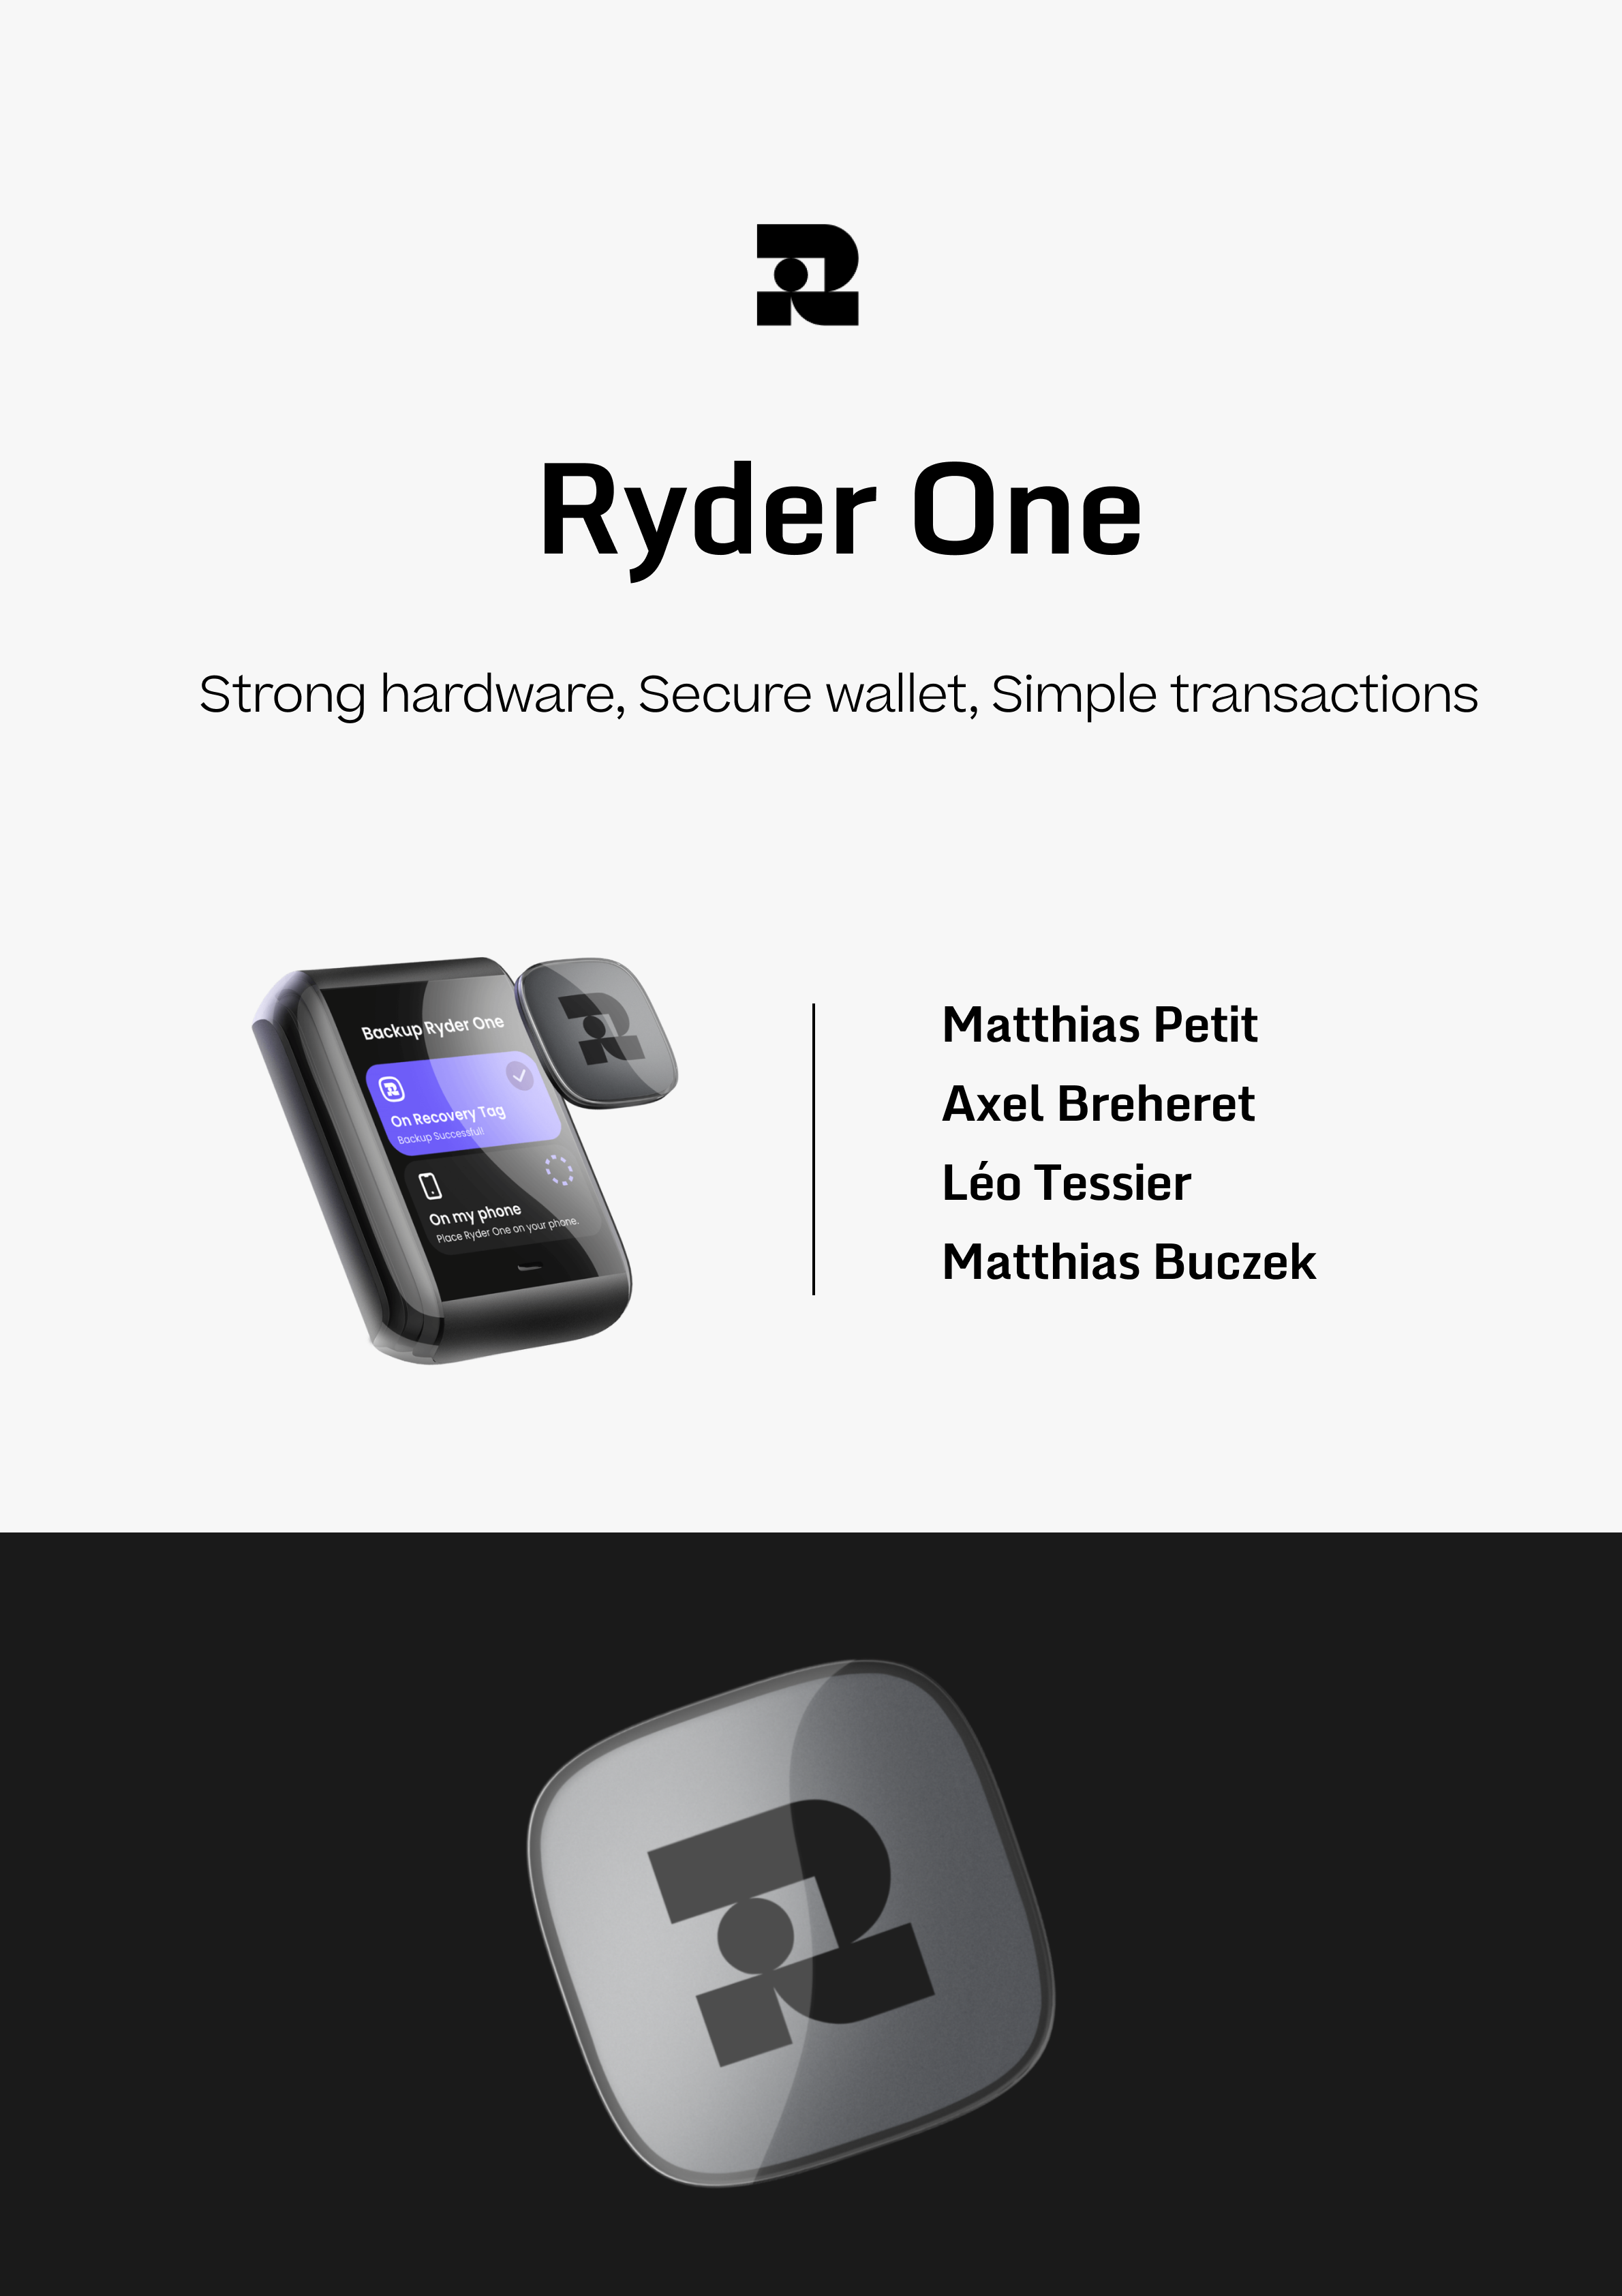 Ryder One
Strong hardware, Secure wallet, Simple transactions
Backup Ryder One
On Recovery Tag
Backup Successful!
On my phone
Place Ryder One on your phone.
Matthias Petit
Axel Breheret
Léo Tessier
Matthias Buczek